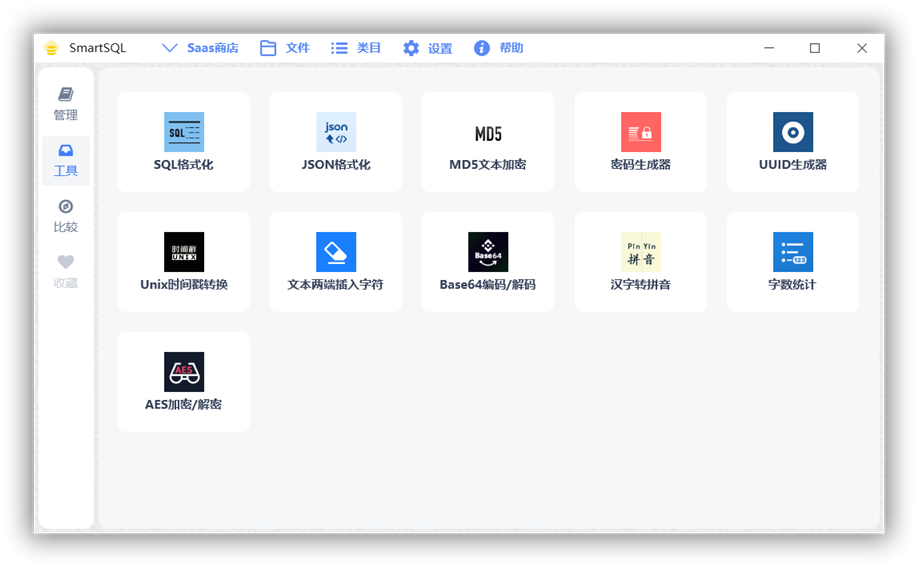 SmartSQL
Saas商店
文件
类目
设置
帮助
管理
工具
比较
收藏
SQL
SQL格式化
json
</>
JSON格式化
MD5
MD5文本加密
密码生成器
UUID生成器
时间戳
UNIX
Unix时间戳转换
文本两端插入字符
Base64
Base64编码/解码
Pin Yin
拼音
汉字转拼音
123
字数统计
AES
AES加密/解密